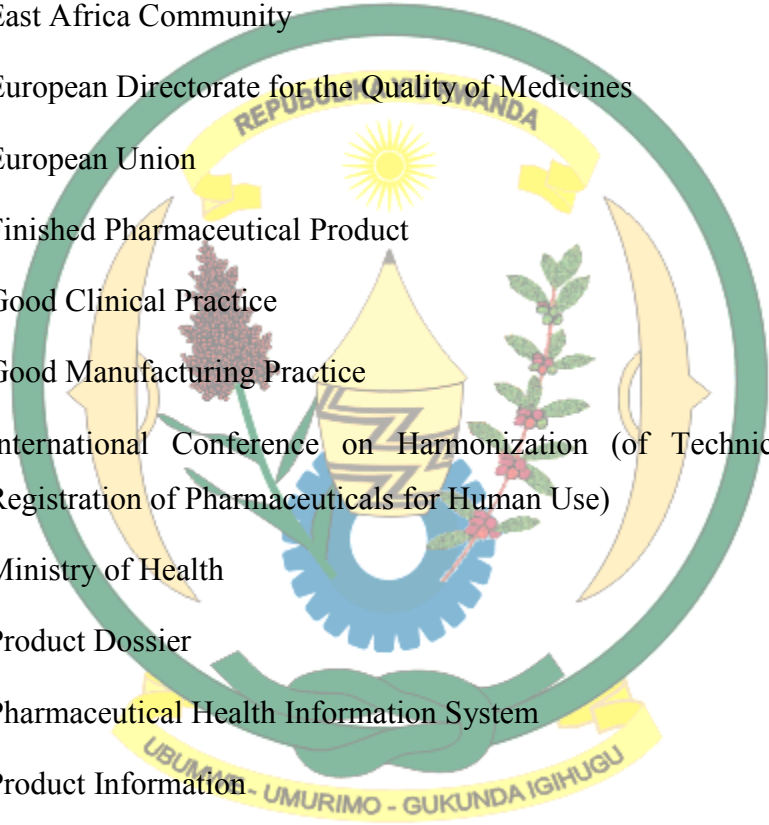 East Africa Community
European Directorate for the Quality of Medicines
REPUBULIKA Y'U RWANDA
European Union
Finished Pharmaceutical Product
Good Clinical Practice
Good Manufacturing Practice
International Conference on Harmonization (of Technic
Registration of Pharmaceuticals for Human Use)
Ministry of Health
Product Dossier
Pharmaceutical Health Information System
Product Information
UBUMWE - UMURIMO - GUKUNDA IGIHUGU